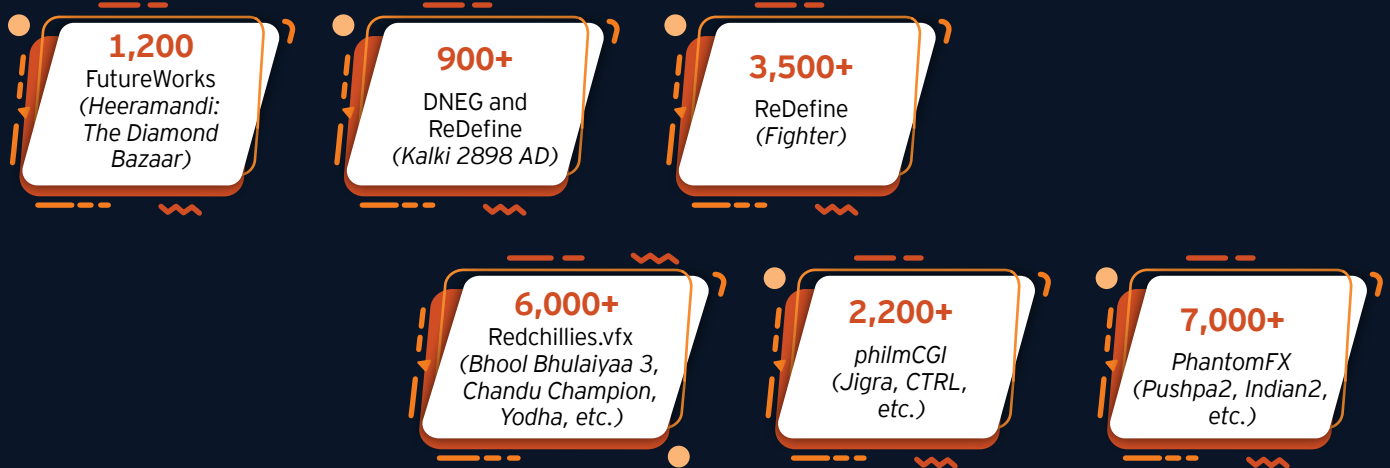 1,200
FutureWorks
(Heeramandi:
The Diamond
Bazaar)
900+
DNEG and
ReDefine
(Kalki 2898 AD)
3,500+
ReDefine
(Fighter)
6,000+
Redchillies.vfx
(Bhool Bhulaiyaa 3,
Chandu Champion,
Yodha, etc.)
2,200+
philmCGI
(Jigra, CTRL,
etc.)
7,000+
PhantomFX
(Pushpa2, Indian2,
etc.)